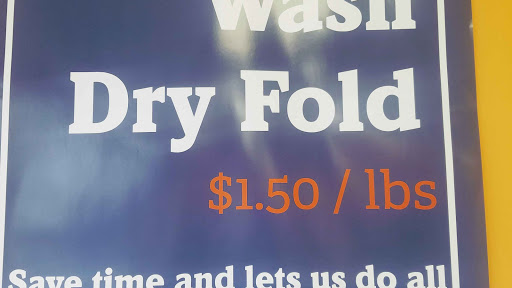 Wash
Dry Fold
$1.50 / lbs
Save time and lets us do all